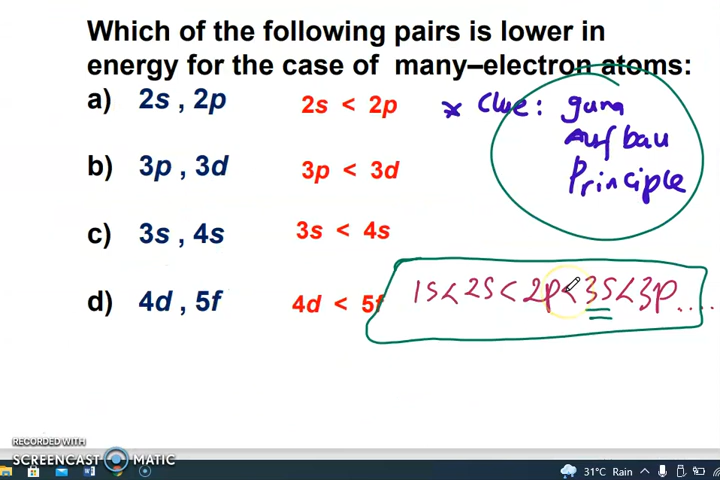 Which of the following pairs is lower in
energy for the case of many–electron atoms:
a) 2s , 2p 2s < 2p * Clue: guna
Aufbau
Principle
b) 3p , 3d 3p < 3d
c) 3s , 4s 3s < 4s
d) 4d , 5f 4d < 5f
1s < 2s < 2p < 3s < 3p ....
RECORDED WITH
SCREENCAST MATIC
31°C Rain